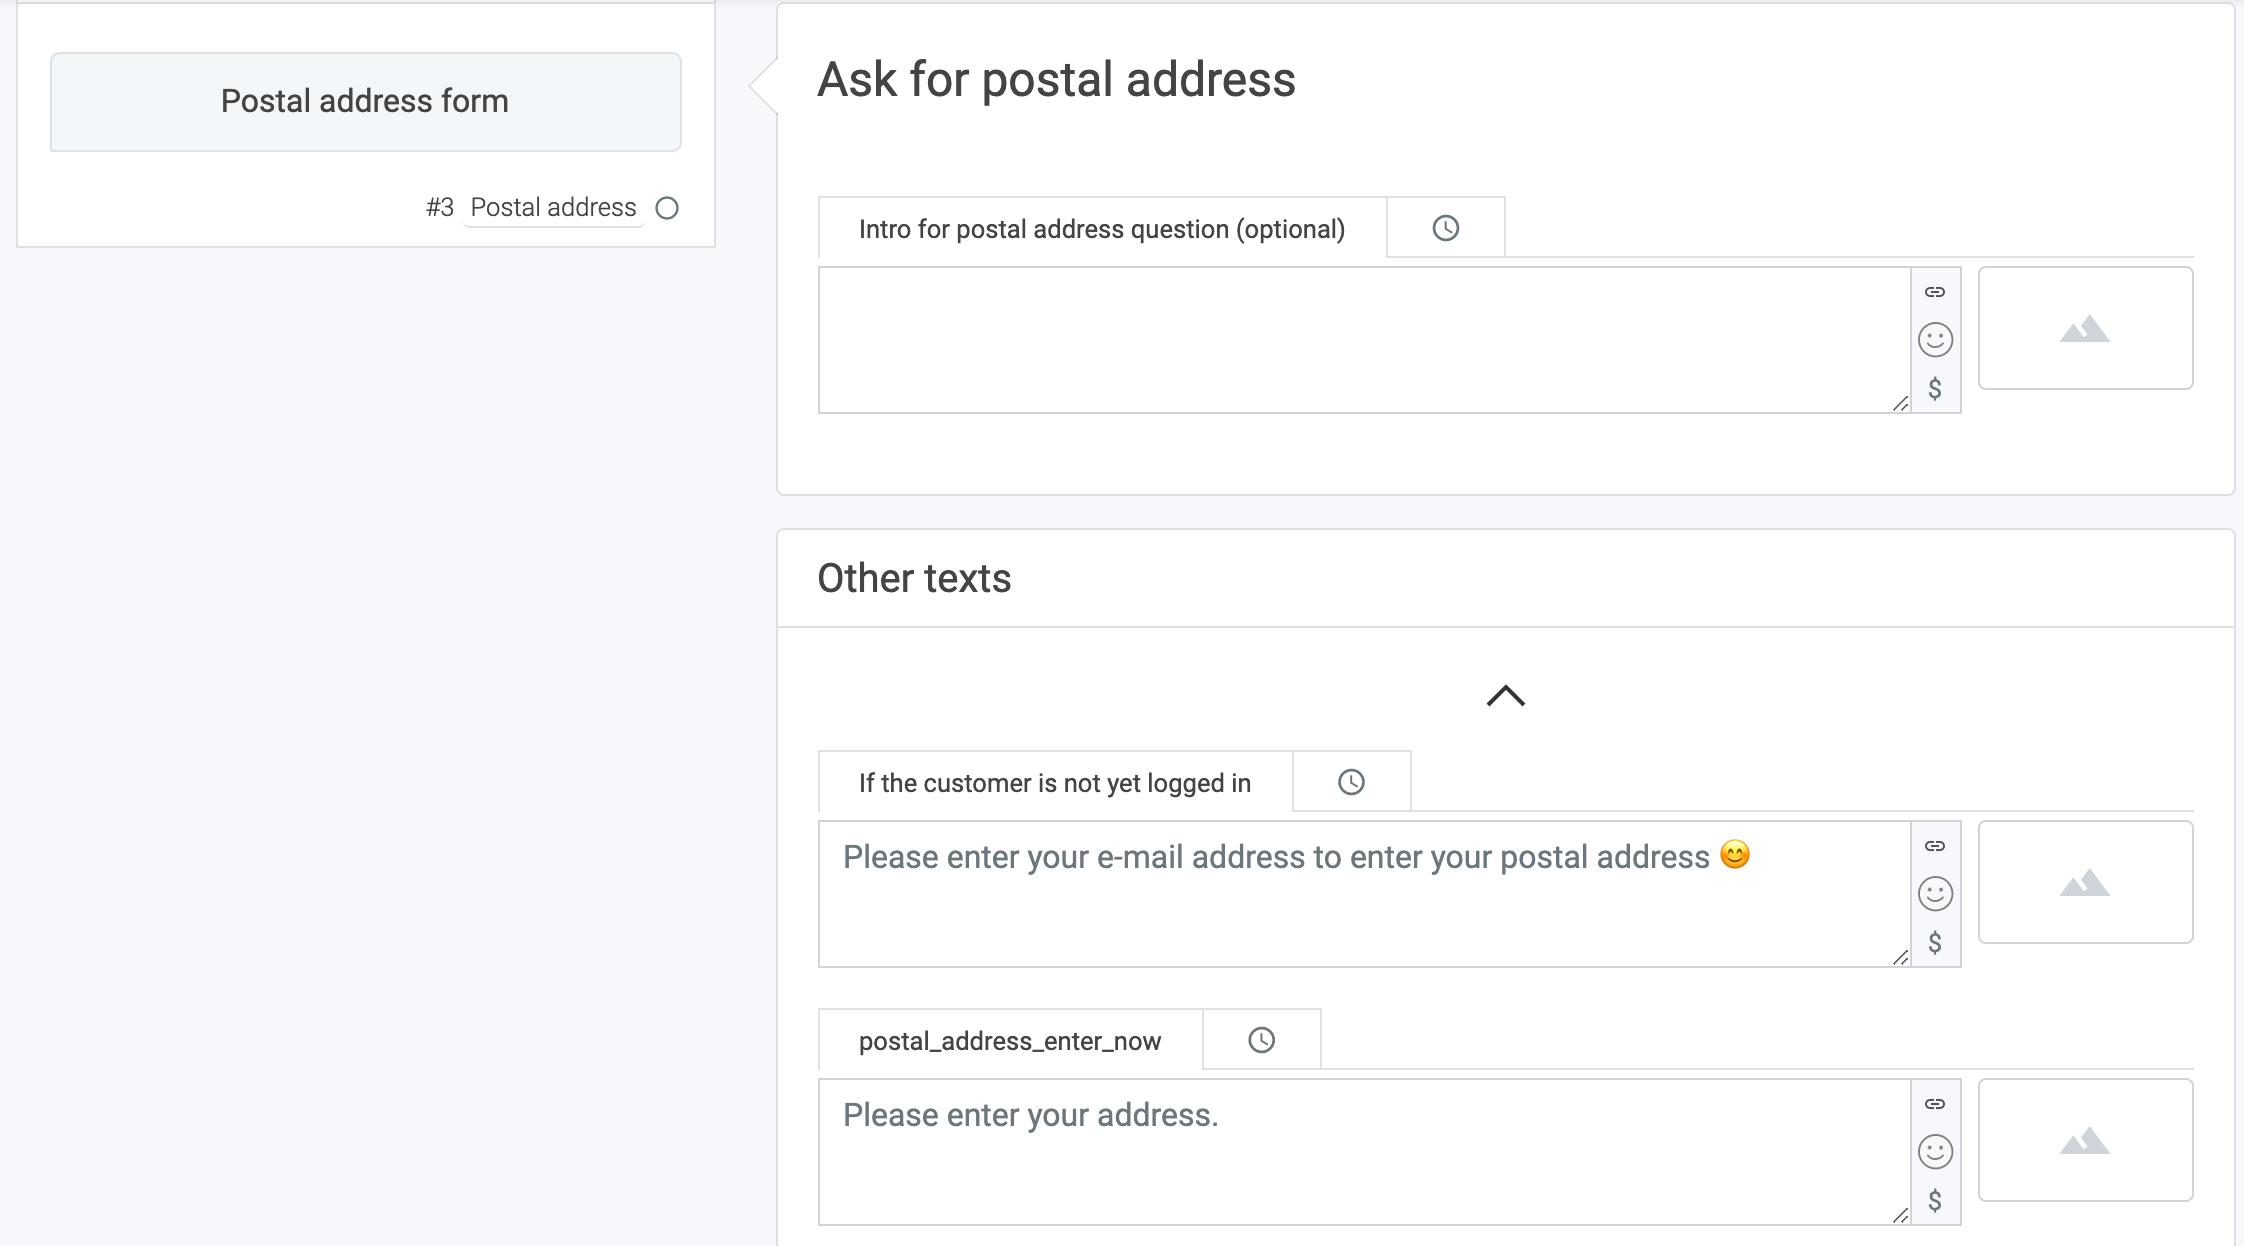 Postal address form
#3 Postal address
Ask for postal address
Intro for postal address question (optional)
$
Other texts
If the customer is not yet logged in
Please enter your e-mail address to enter your postal address 😊
$
postal_address_enter_now
Please enter your address.
$